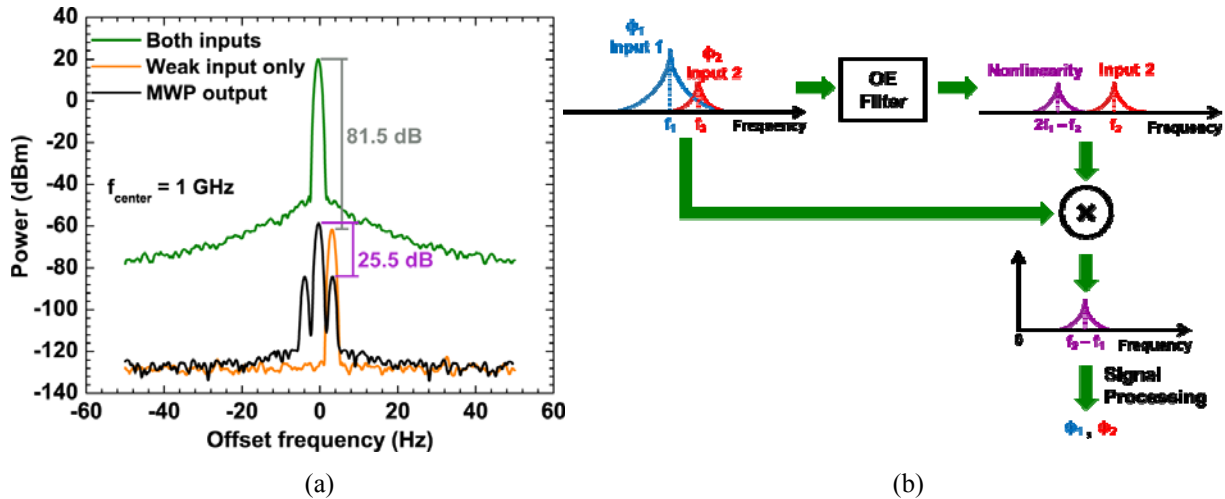 Both inputs
Weak input only
MWP output
81.5 dB
f_center = 1 GHz
25.5 dB
Power (dBm)
40
20
0
-20
-40
-60
-80
-100
-120
-140
-60 -40 -20 0 20 40 60
Offset frequency (Hz)
(a)
Φ1
Input 1
Φ2
Input 2
f1
Frequency
OE
Filter
Nonlinearity
Input 2
2f1 – f2
f2
Frequency
×
0
Frequency
Signal
Processing
Φ1, Φ2
(b)